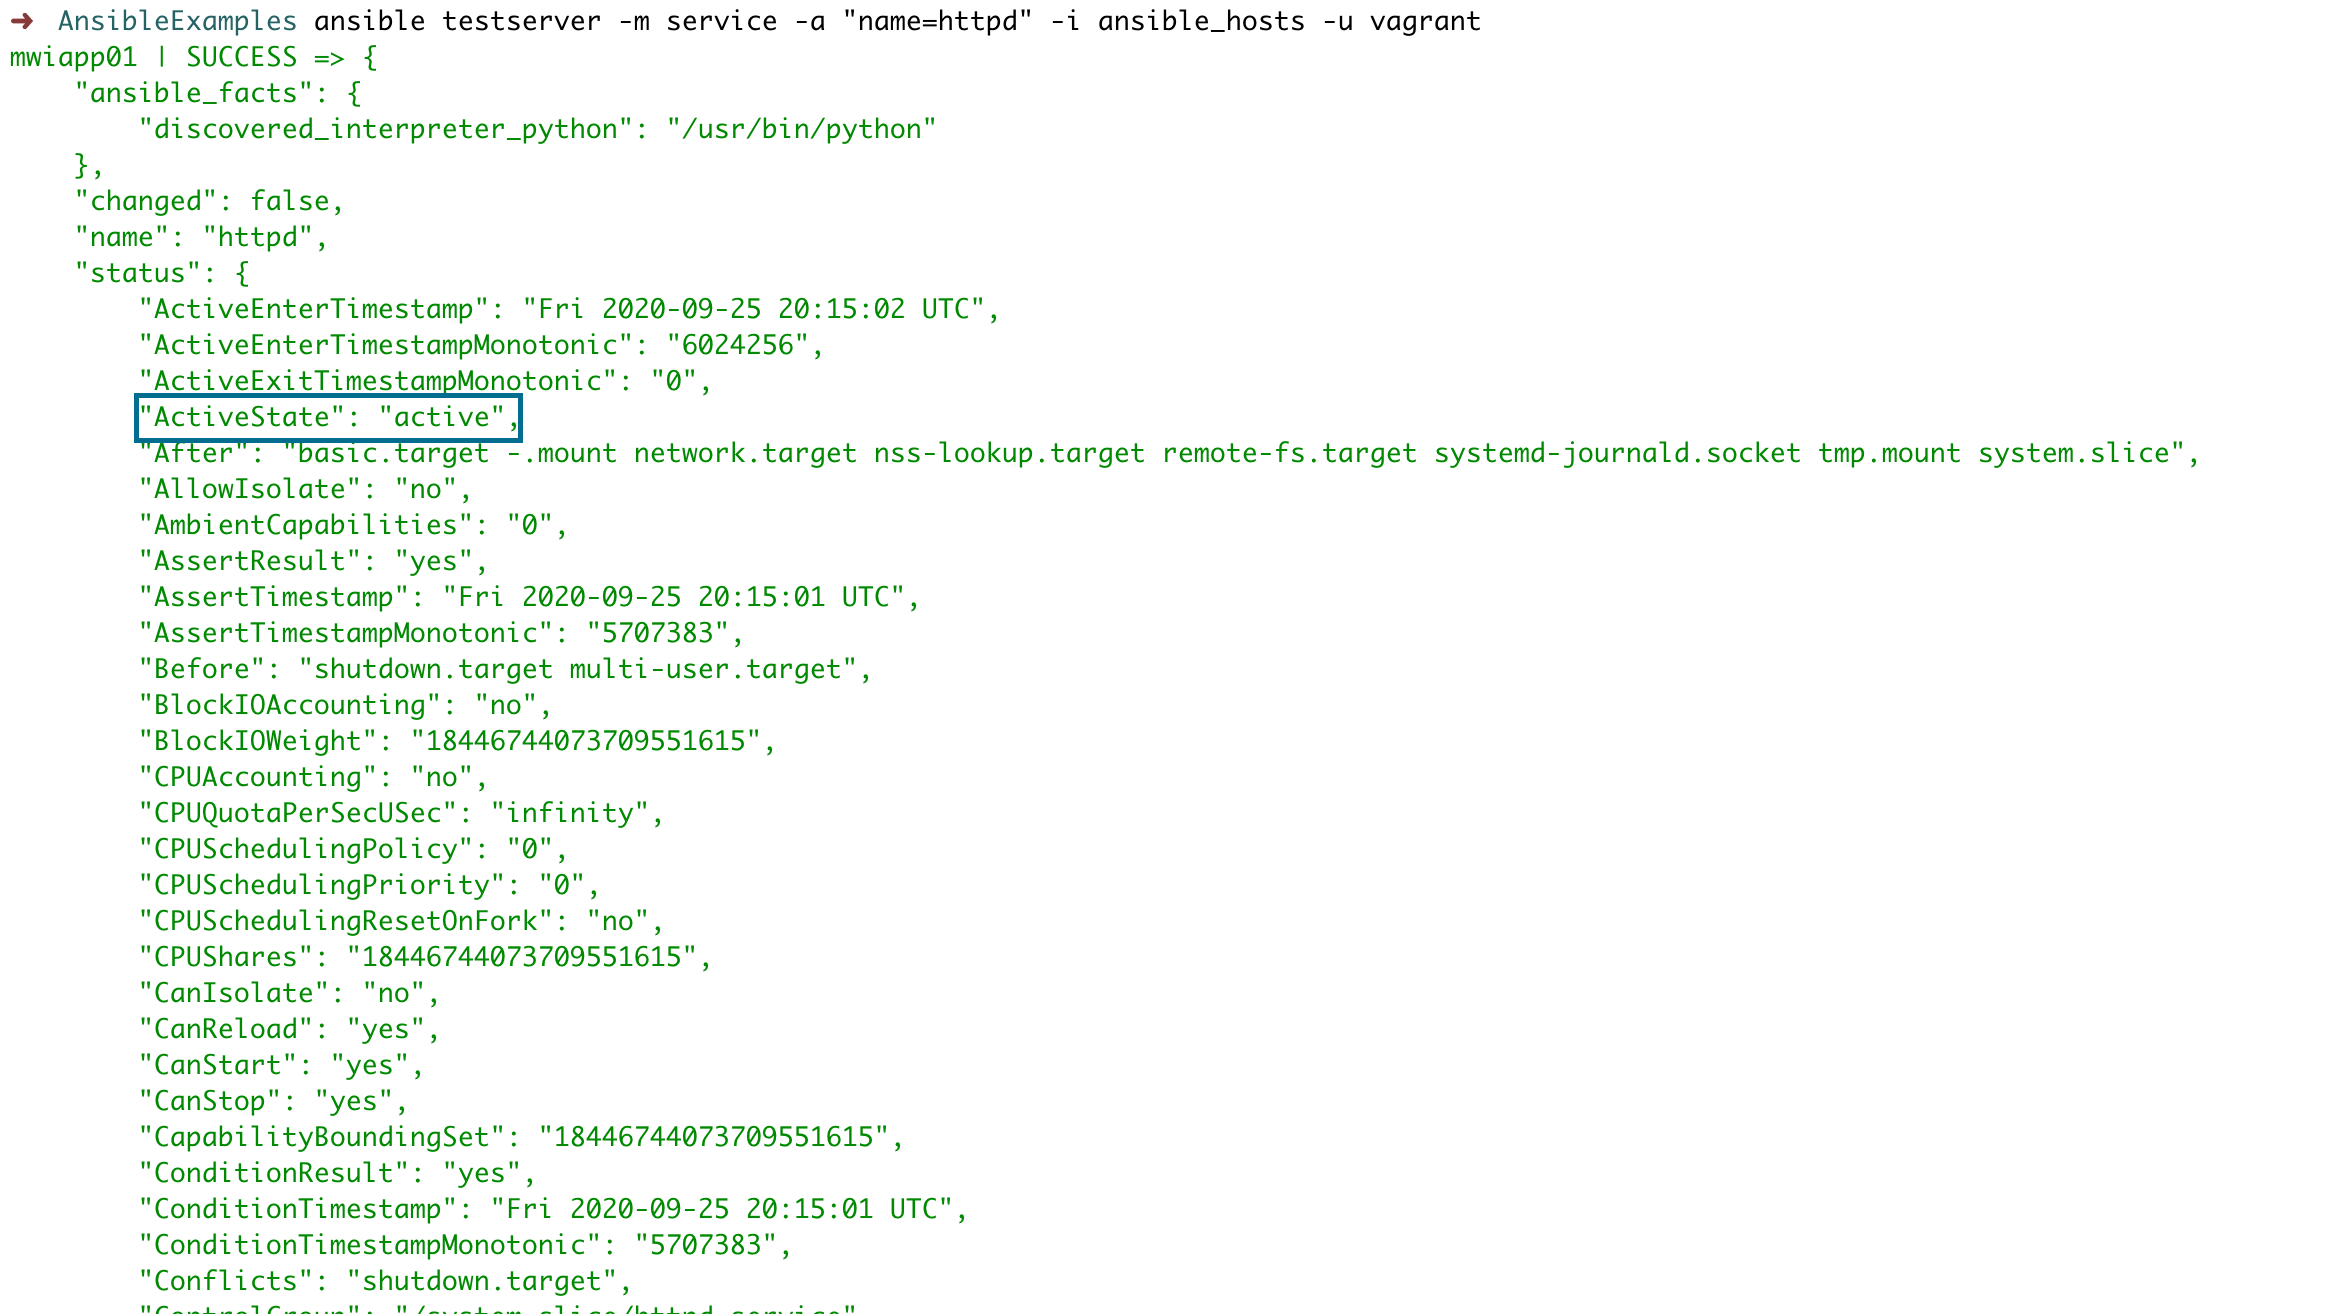 ➜ AnsibleExamples ansible testserver -m service -a "name=httpd" -i ansible_hosts -u vagrant
mwiapp01 | SUCCESS => {
    "ansible_facts": {
        "discovered_interpreter_python": "/usr/bin/python"
    },
    "changed": false,
    "name": "httpd",
    "status": {
        "ActiveEnterTimestamp": "Fri 2020-09-25 20:15:02 UTC",
        "ActiveEnterTimestampMonotonic": "6024256",
        "ActiveExitTimestampMonotonic": "0",
        "ActiveState": "active",
        "After": "basic.target -.mount network.target nss-lookup.target remote-fs.target systemd-journald.socket tmp.mount system.slice",
        "AllowIsolate": "no",
        "AmbientCapabilities": "0",
        "AssertResult": "yes",
        "AssertTimestamp": "Fri 2020-09-25 20:15:01 UTC",
        "AssertTimestampMonotonic": "5707383",
        "Before": "shutdown.target multi-user.target",
        "BlockIOAccounting": "no",
        "BlockIOWeight": "18446744073709551615",
        "CPUAccounting": "no",
        "CPUQuotaPerSecUSec": "infinity",
        "CPUSchedulingPolicy": "0",
        "CPUSchedulingPriority": "0",
        "CPUSchedulingResetOnFork": "no",
        "CPUShares": "18446744073709551615",
        "CanIsolate": "no",
        "CanReload": "yes",
        "CanStart": "yes",
        "CanStop": "yes",
        "CapabilityBoundingSet": "18446744073709551615",
        "ConditionResult": "yes",
        "ConditionTimestamp": "Fri 2020-09-25 20:15:01 UTC",
        "ConditionTimestampMonotonic": "5707383",
        "Conflicts": "shutdown.target",
        "ControlGroup": "/system.slice/httpd.service"